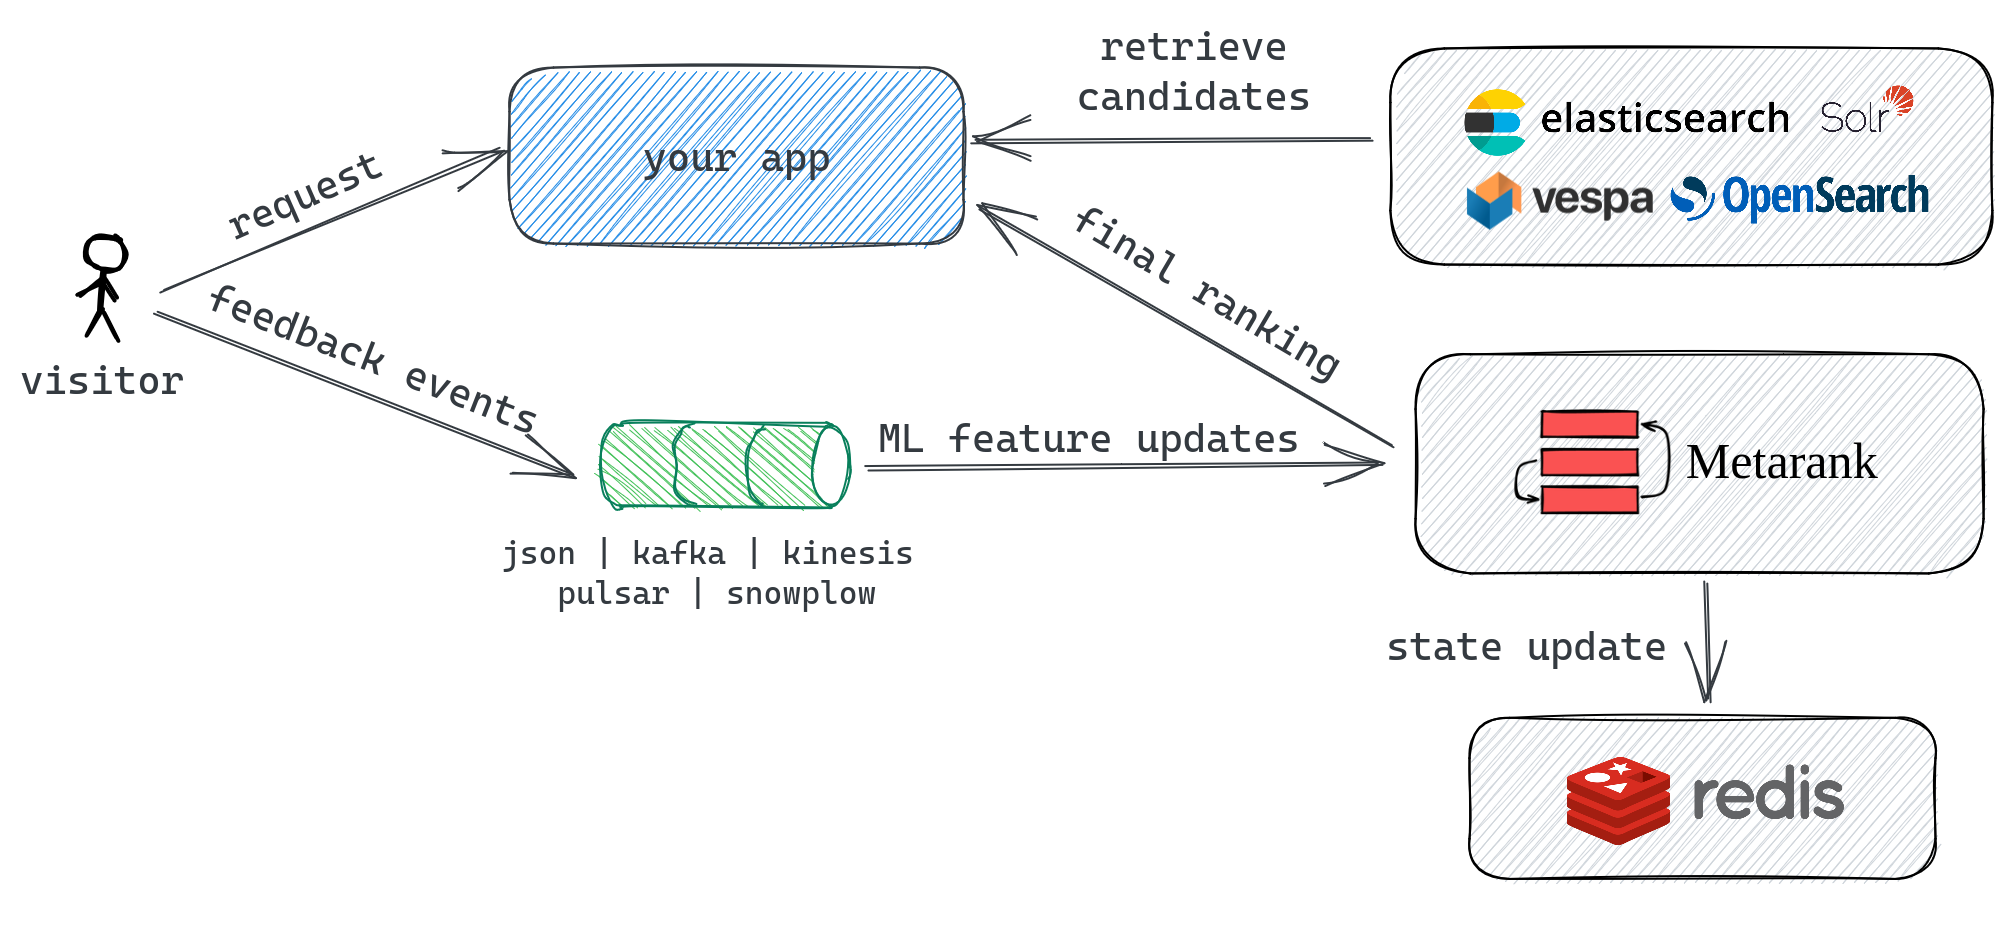 retrieve
candidates
elasticsearch Solr
your app
request
vespa OpenSearch
final ranking
feedback events
visitor
ML feature updates
Metarank
json | kafka | kinesis
pulsar | snowplow
state update
redis